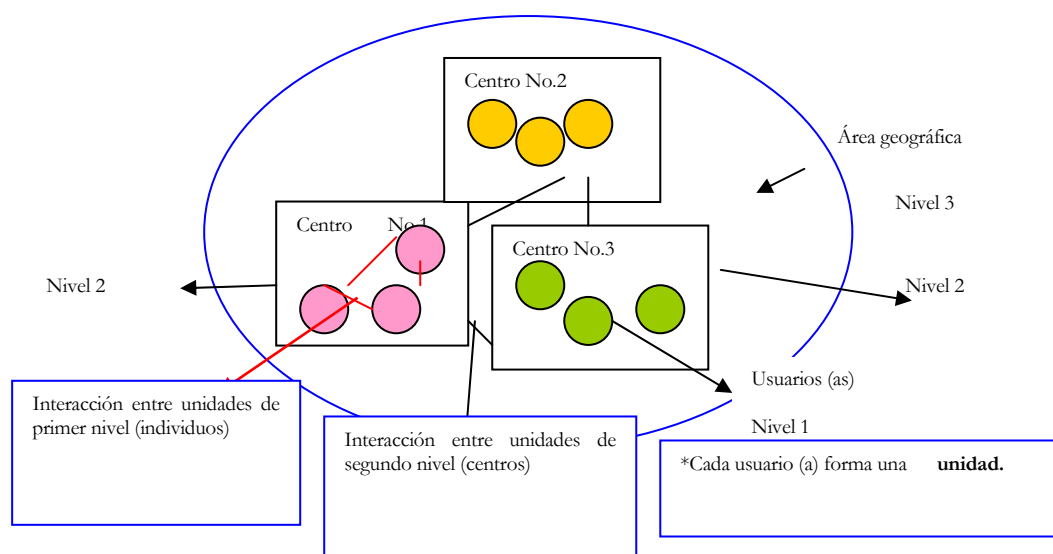 Centro No.2
Área geográfica
Nivel 3
Centro No.1
Centro No.3
Nivel 2
Nivel 2
Usuarios (as)
Nivel 1
Interacción entre unidades de
primer nivel (individuos)
Interacción entre unidades de
segundo nivel (centros)
*Cada usuario (a) forma una unidad.